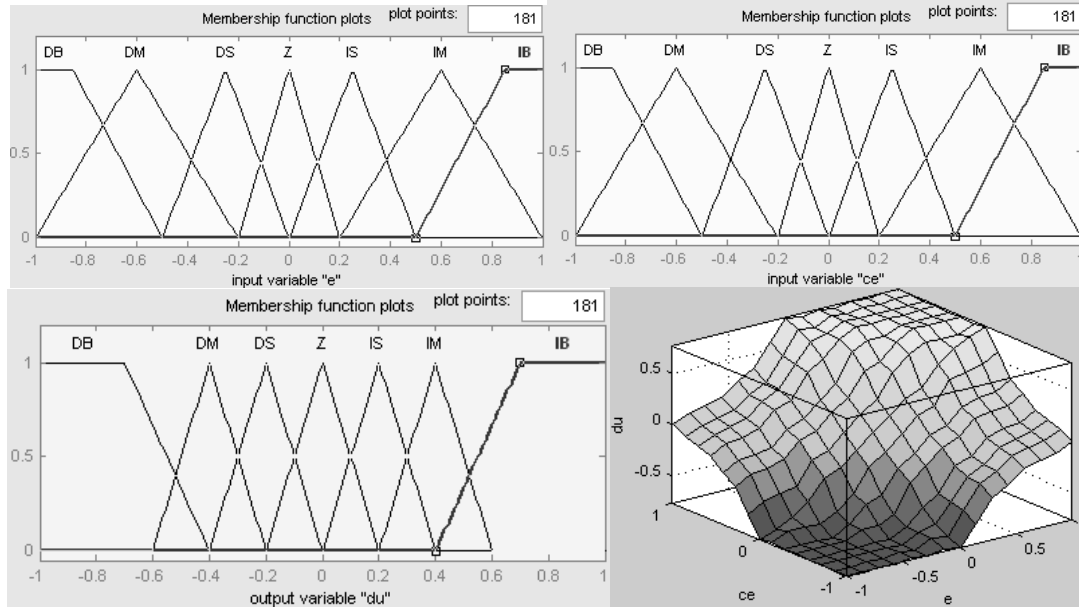 Membership function plots plot points: 181
DB DM DS Z IS IM IB
1
0.5
0
-1 -0.8 -0.6 -0.4 -0.2 0 0.2 0.4 0.6 0.8 1
input variable "e"
Membership function plots plot points: 181
DB DM DS Z IS IM IB
1
0.5
0
-1 -0.8 -0.6 -0.4 -0.2 0 0.2 0.4 0.6 0.8 1
input variable "ce"
Membership function plots plot points: 181
DB DM DS Z IS IM IB
1
0.5
0
-1 -0.8 -0.6 -0.4 -0.2 0 0.2 0.4 0.6 0.8 1
output variable "du"
0.5
0
-0.5
du
1
0
-1
ce
-1
-0.5
0
0.5
e